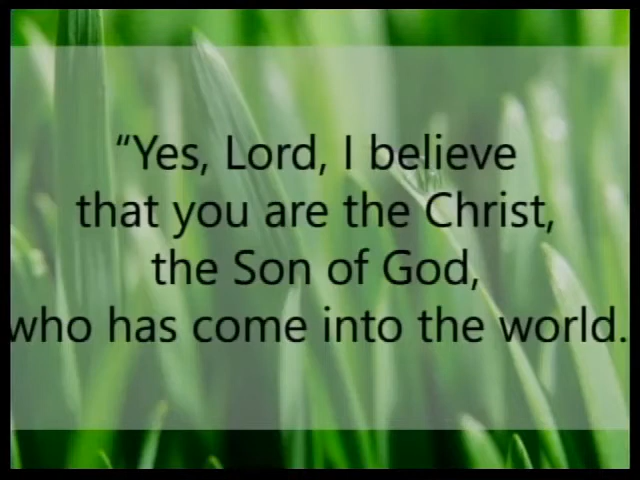 “Yes, Lord, I believe
that you are the Christ,
the Son of God,
who has come into the world.